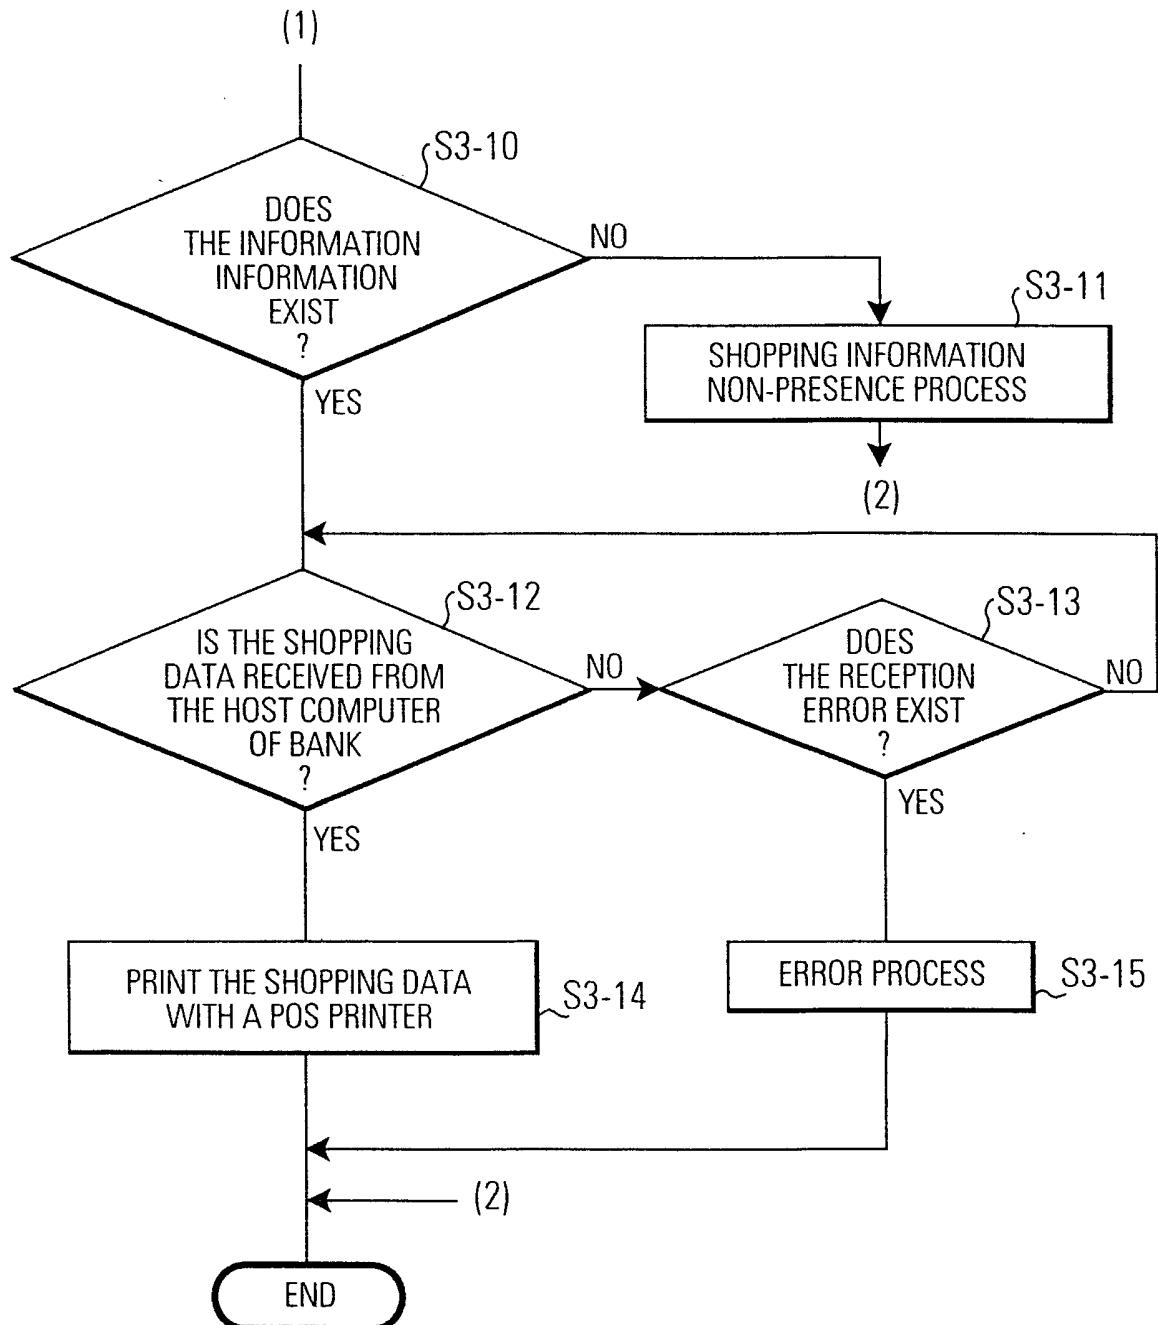 (1)
S3-10
DOES
THE INFORMATION
INFORMATION
EXIST
?
NO
YES
S3-11
SHOPPING INFORMATION
NON-PRESENCE PROCESS
(2)
S3-12
IS THE SHOPPING
DATA RECEIVED FROM
THE HOST COMPUTER
OF BANK
?
NO
YES
S3-13
DOES
THE RECEPTION
ERROR EXIST
?
NO
YES
PRINT THE SHOPPING DATA
WITH A POS PRINTER
S3-14
ERROR PROCESS
S3-15
(2)
END